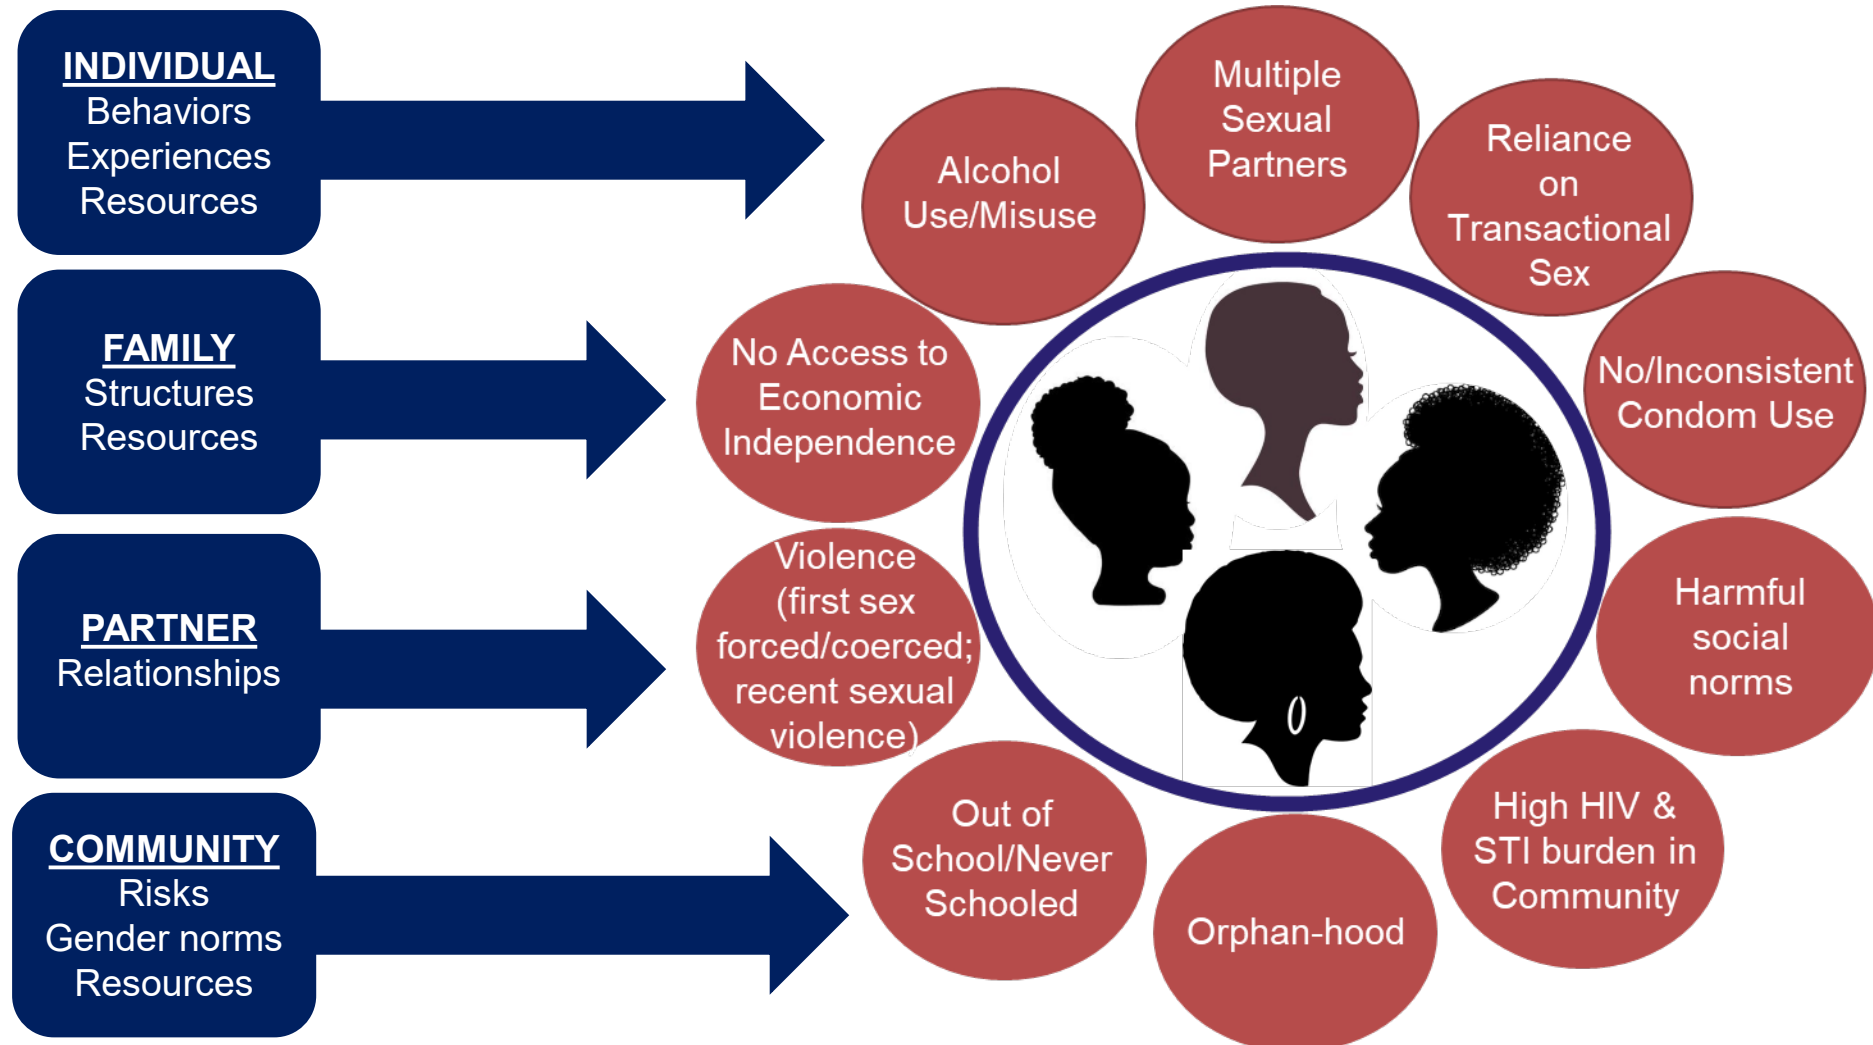 INDIVIDUAL
Behaviors
Experiences
Resources
FAMILY
Structures
Resources
PARTNER
Relationships
COMMUNITY
Risks
Gender norms
Resources
Multiple
Sexual
Partners
Alcohol
Use/Misuse
Reliance
on
Transactional
Sex
No Access to
Economic
Independence
No/Inconsistent
Condom Use
Violence
(first sex
forced/coerced;
recent sexual
violence)
Harmful
social
norms
Out of
School/Never
Schooled
Orphan-hood
High HIV &
STI burden in
Community